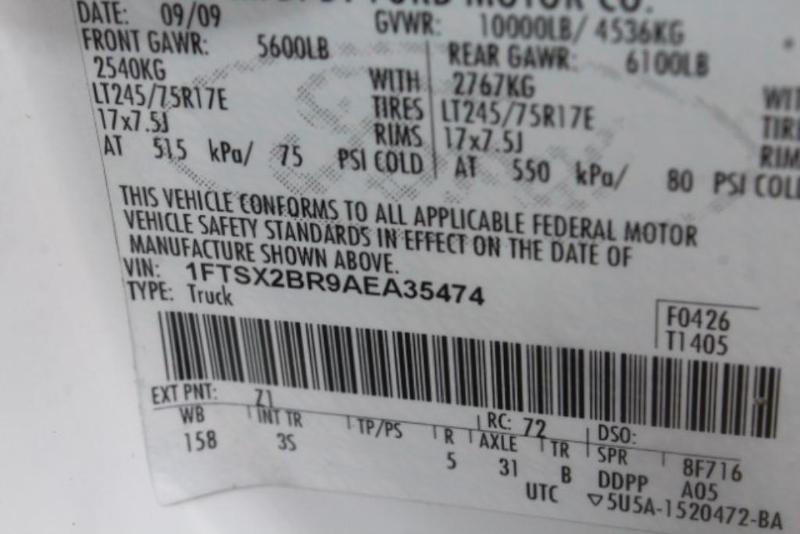 FORD MOTOR CO.
DATE: 09/09 GVWR: 10000LB/ 4536KG
FRONT GAWR: 5600LB REAR GAWR: 6100LB
2540KG WITH 2767KG
LT245/75R17E TIRES LT245/75R17E
17x7.5J RIMS 17x7.5J
AT 515 kPa/ 75 PSI COLD AT 550 kPa/ 80 PSI COL
THIS VEHICLE CONFORMS TO ALL APPLICABLE FEDERAL MOTOR
VEHICLE SAFETY STANDARDS IN EFFECT ON THE DATE OF
MANUFACTURE SHOWN ABOVE.
VIN: 1FTSX2BR9AEA35474
TYPE: Truck
F0426
T1405
EXT PNT: Z1 RC: 72 DSO:
WB INT TR TP/PS R AXLE TR SPR 8F716
158 3S 5 31 B DDPP A05
UTC ▽5U5A-1520472-BA